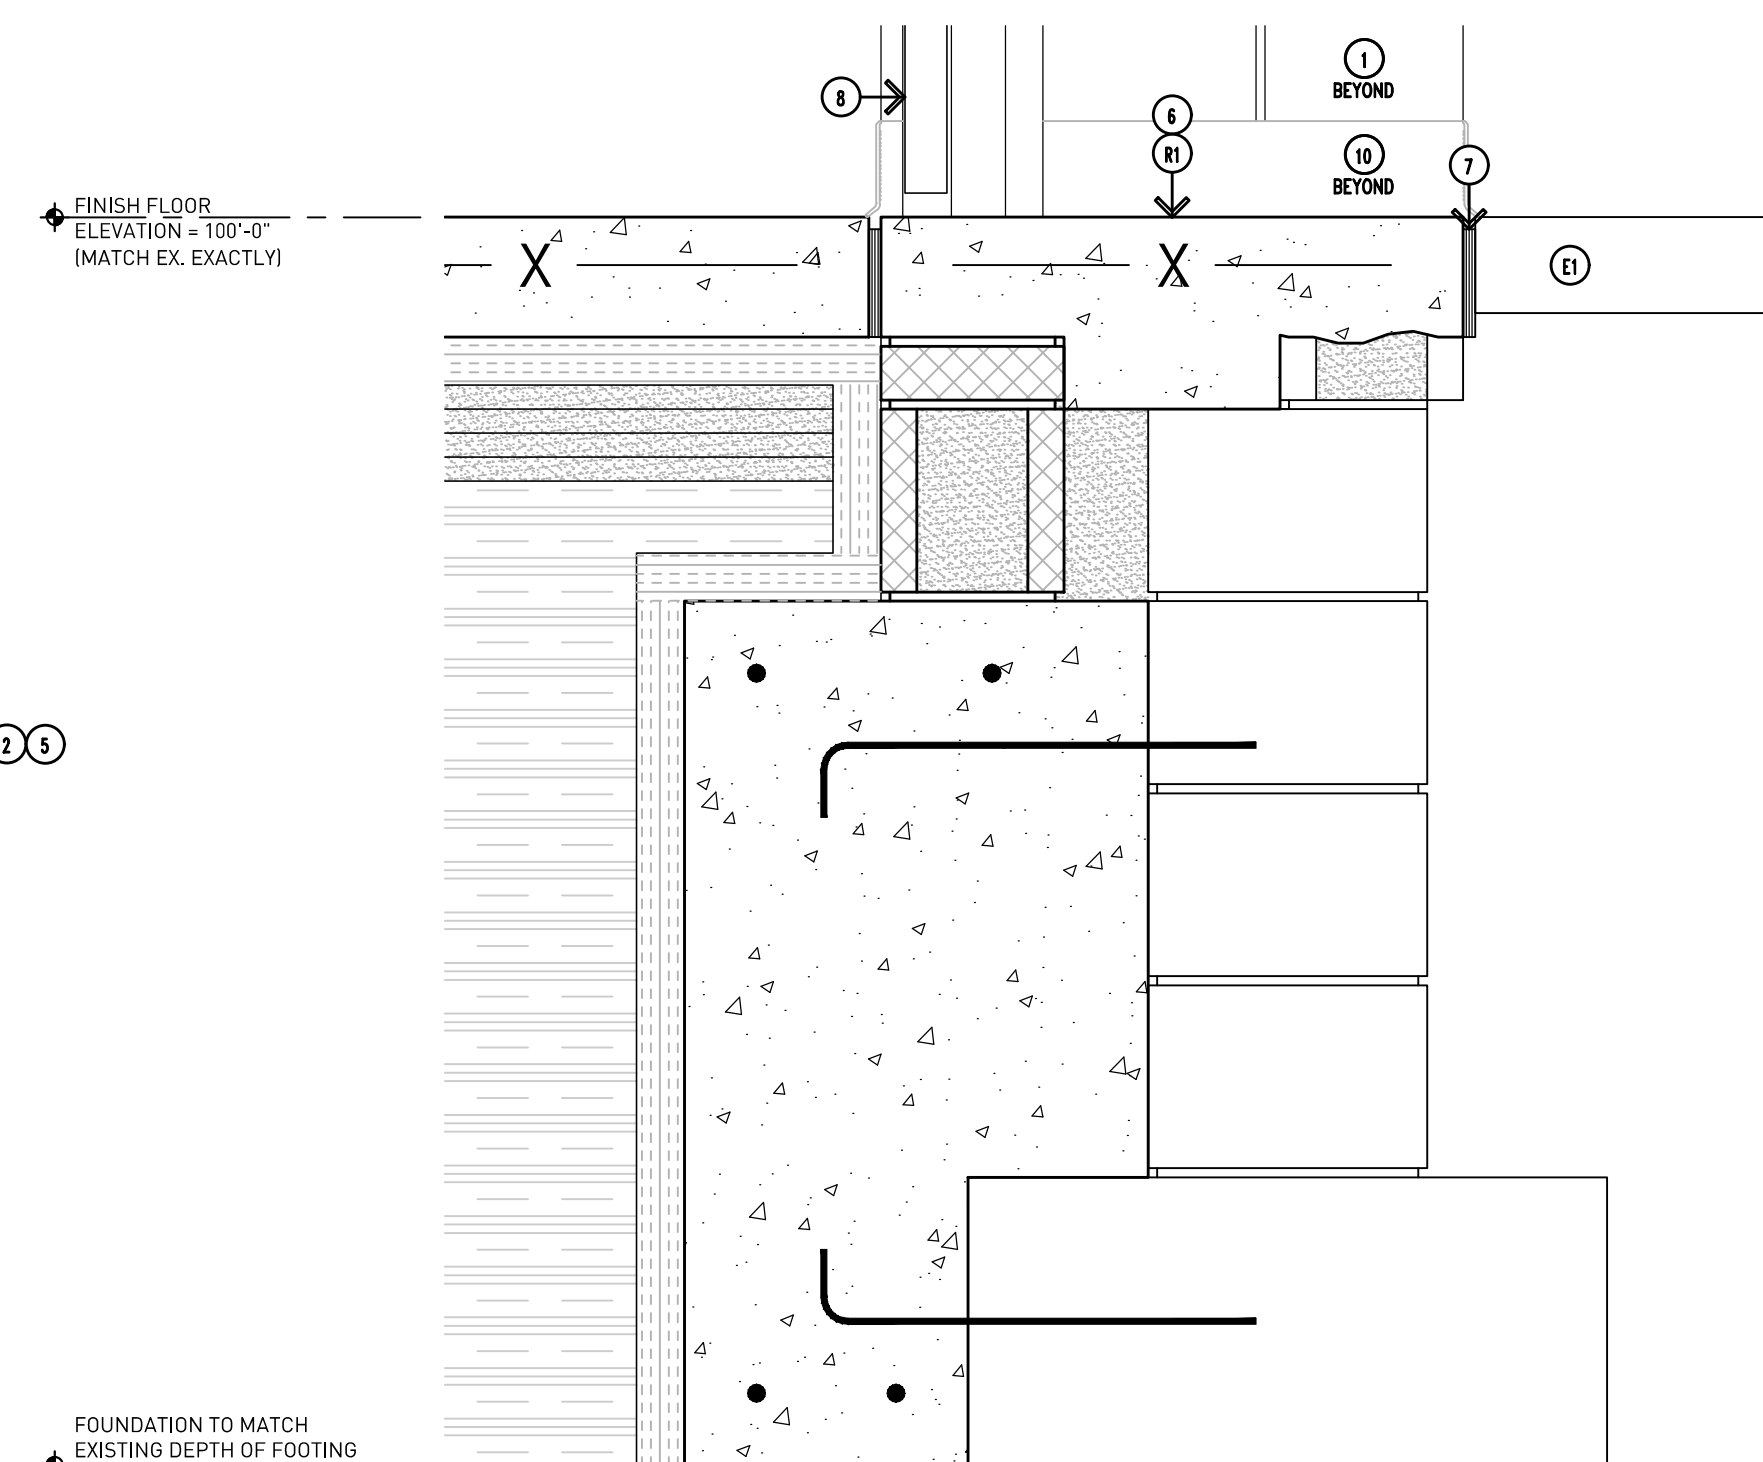 1
BEYOND
8
6
R1
10
BEYOND
7
FINISH FLOOR
ELEVATION = 100'-0"
(MATCH EX. EXACTLY)
X
X
E1
2 5
FOUNDATION TO MATCH
EXISTING DEPTH OF FOOTING